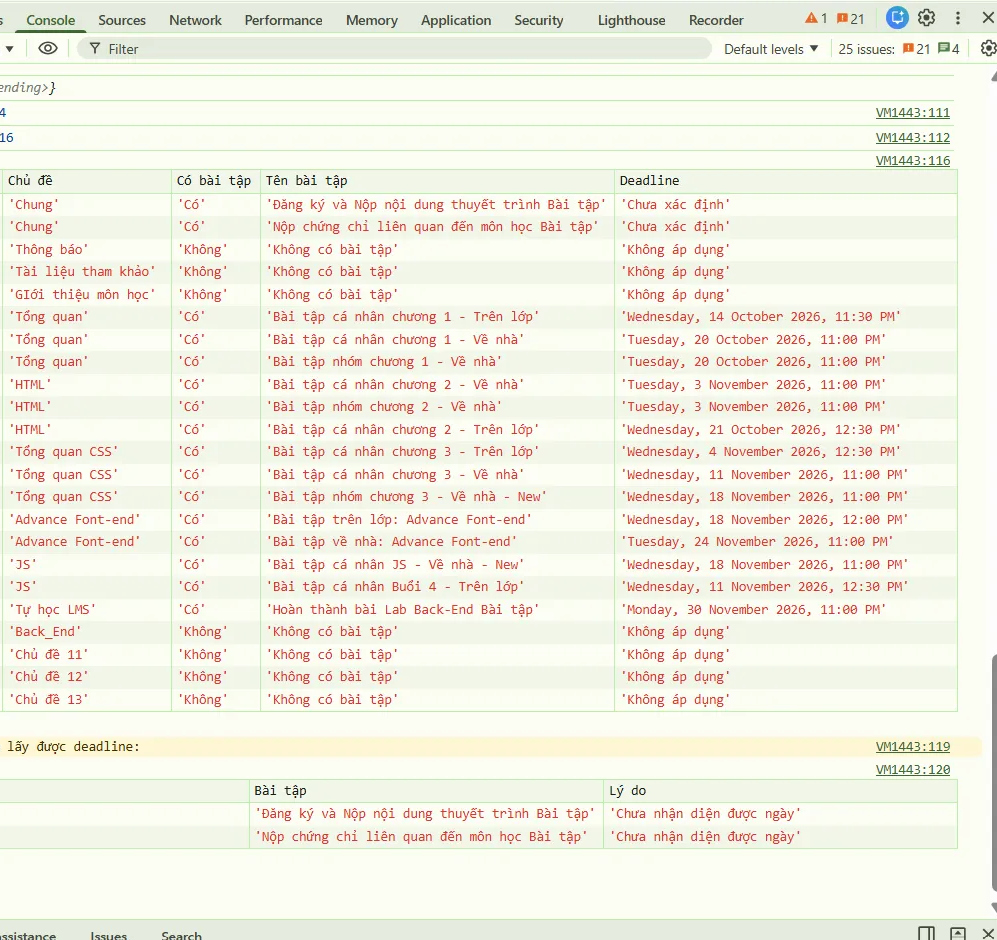 Console Sources Network Performance Memory Application Security Lighthouse Recorder 1 21
Filter Default levels ▼ 25 issues: 21 4
ending>}
4 VM1443:111
16 VM1443:112
VM1443:116
Chủ đề Có bài tập Tên bài tập Deadline
'Chung' 'Có' 'Đăng ký và Nộp nội dung thuyết trình Bài tập' 'Chưa xác định'
'Chung' 'Có' 'Nộp chứng chỉ liên quan đến môn học Bài tập' 'Chưa xác định'
'Thông báo' 'Không' 'Không có bài tập' 'Không áp dụng'
'Tài liệu tham khảo' 'Không' 'Không có bài tập' 'Không áp dụng'
'GIới thiệu môn học' 'Không' 'Không có bài tập' 'Không áp dụng'
'Tổng quan' 'Có' 'Bài tập cá nhân chương 1 - Trên lớp' 'Wednesday, 14 October 2026, 11:30 PM'
'Tổng quan' 'Có' 'Bài tập cá nhân chương 1 - Về nhà' 'Tuesday, 20 October 2026, 11:00 PM'
'Tổng quan' 'Có' 'Bài tập nhóm chương 1 - Về nhà' 'Tuesday, 20 October 2026, 11:00 PM'
'HTML' 'Có' 'Bài tập cá nhân chương 2 - Về nhà' 'Tuesday, 3 November 2026, 11:00 PM'
'HTML' 'Có' 'Bài tập nhóm chương 2 - Về nhà' 'Tuesday, 3 November 2026, 11:00 PM'
'HTML' 'Có' 'Bài tập cá nhân chương 2 - Trên lớp' 'Wednesday, 21 October 2026, 12:30 PM'
'Tổng quan CSS' 'Có' 'Bài tập cá nhân chương 3 - Trên lớp' 'Wednesday, 4 November 2026, 12:30 PM'
'Tổng quan CSS' 'Có' 'Bài tập cá nhân chương 3 - Về nhà' 'Wednesday, 11 November 2026, 11:00 PM'
'Tổng quan CSS' 'Có' 'Bài tập nhóm chương 3 - Về nhà - New' 'Wednesday, 18 November 2026, 11:00 PM'
'Advance Font-end' 'Có' 'Bài tập trên lớp: Advance Font-end' 'Wednesday, 18 November 2026, 12:00 PM'
'Advance Font-end' 'Có' 'Bài tập về nhà: Advance Font-end' 'Tuesday, 24 November 2026, 11:00 PM'
'JS' 'Có' 'Bài tập cá nhân JS - Về nhà - New' 'Wednesday, 18 November 2026, 11:00 PM'
'JS' 'Có' 'Bài tập cá nhân Buổi 4 - Trên lớp' 'Wednesday, 11 November 2026, 12:30 PM'
'Tự học LMS' 'Có' 'Hoàn thành bài Lab Back-End Bài tập' 'Monday, 30 November 2026, 11:00 PM'
'Back_End' 'Không' 'Không có bài tập' 'Không áp dụng'
'Chủ đề 11' 'Không' 'Không có bài tập' 'Không áp dụng'
'Chủ đề 12' 'Không' 'Không có bài tập' 'Không áp dụng'
'Chủ đề 13' 'Không' 'Không có bài tập' 'Không áp dụng'
lấy được deadline: VM1443:119
VM1443:120
Bài tập Lý do
'Đăng ký và Nộp nội dung thuyết trình Bài tập' 'Chưa nhận diện được ngày'
'Nộp chứng chỉ liên quan đến môn học Bài tập' 'Chưa nhận diện được ngày'
ssistance Issues Search